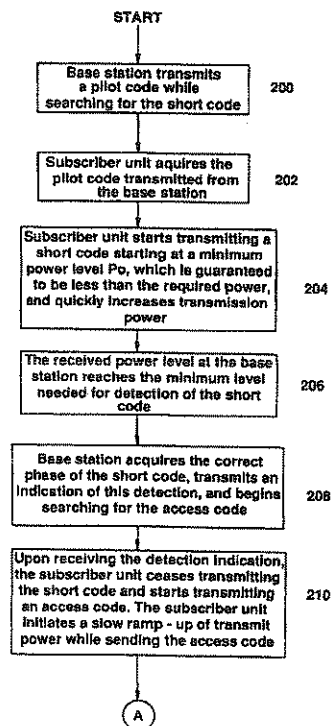 START
Base station transmits
a pilot code while
searching for the short code
200
Subscriber unit aquires the
pilot code transmitted from
the base station
202
Subscriber unit starts transmitting a
short code starting at a minimum
power level Po, which is guaranteed
to be less than the required power,
and quickly increases transmission
power
204
The received power level at the base
station reaches the minimum level
needed for detection of the short
code
206
Base station acquires the correct
phase of the short code, transmits an
indication of this detection, and begins
searching for the access code
208
Upon receiving the detection indication,
the subscriber unit ceases transmitting
the short code and starts transmitting
an access code. The subscriber unit
initiates a slow ramp - up of transmit
power while sending the access code
210
A